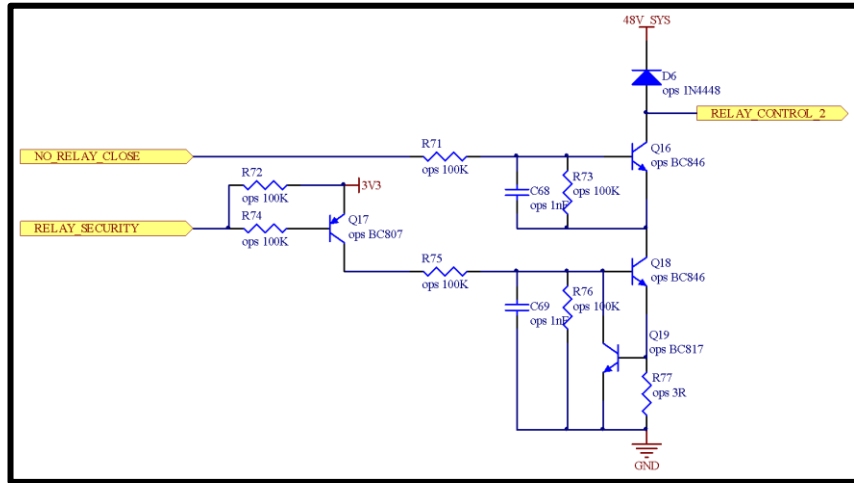 48V_SYS
D6
ops 1N4448
RELAY_CONTROL_2
NO_RELAY_CLOSE
R71
ops 100K
Q16
ops BC846
R72
ops 100K
3V3
C68
ops 1nF
R73
ops 100K
RELAY_SECURITY
R74
ops 100K
Q17
ops BC807
R75
ops 100K
Q18
ops BC846
C69
ops 1nF
R76
ops 100K
Q19
ops BC817
R77
ops 3R
GND